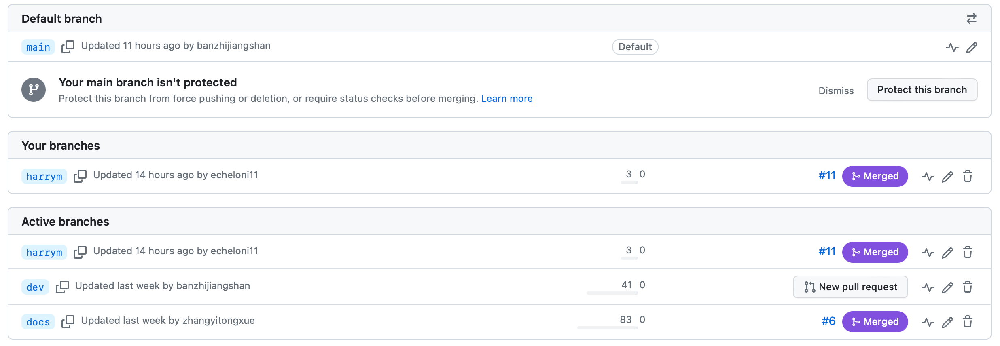 Default branch
main Updated 11 hours ago by banzhijiangshan Default
Your main branch isn't protected
Protect this branch from force pushing or deletion, or require status checks before merging. Learn more
Dismiss Protect this branch
Your branches
harrym Updated 14 hours ago by echeloni11 3 0 #11 Merged
Active branches
harrym Updated 14 hours ago by echeloni11 3 0 #11 Merged
dev Updated last week by banzhijiangshan 41 0 New pull request
docs Updated last week by zhangyitongxue 83 0 #6 Merged